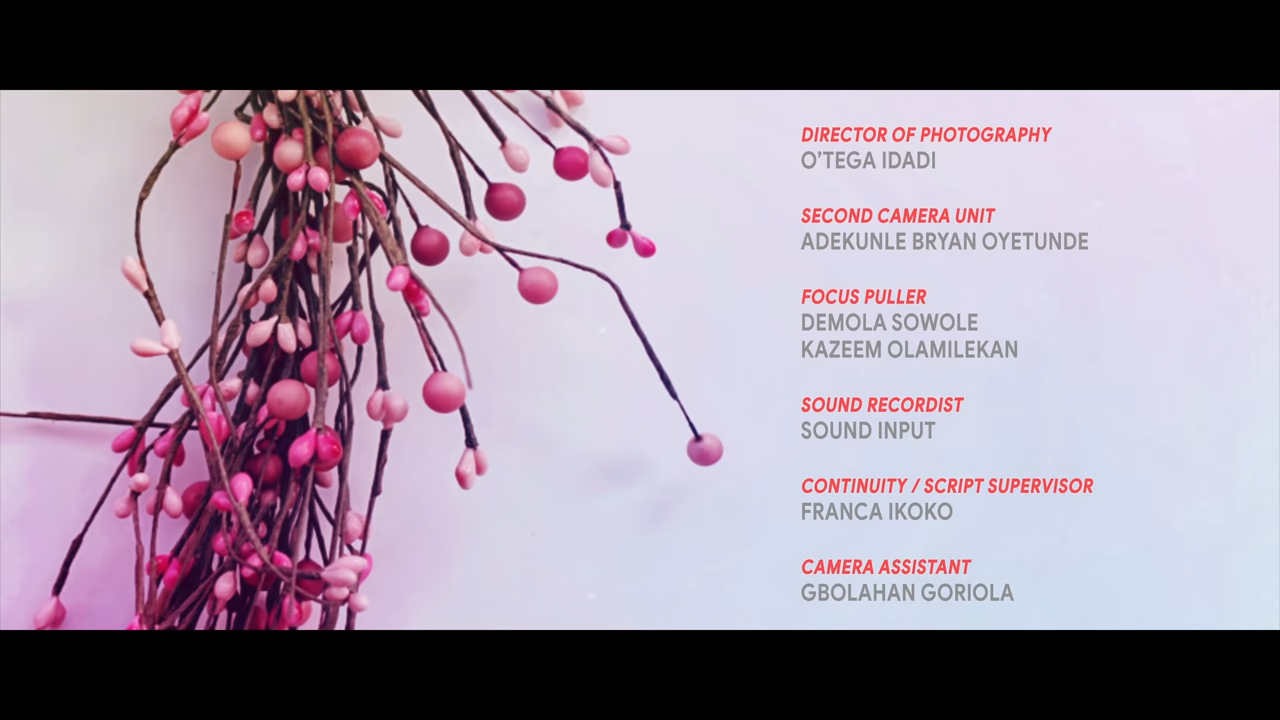 DIRECTOR OF PHOTOGRAPHY
O'TEGA IDADI
SECOND CAMERA UNIT
ADEKUNLE BRYAN OYETUNDE
FOCUS PULLER
DEMOLA SOWOLE
KAZEEM OLAMILEKAN
SOUND RECORDIST
SOUND INPUT
CONTINUITY / SCRIPT SUPERVISOR
FRANCA IKOKO
CAMERA ASSISTANT
GBOLAHAN GORIOLA